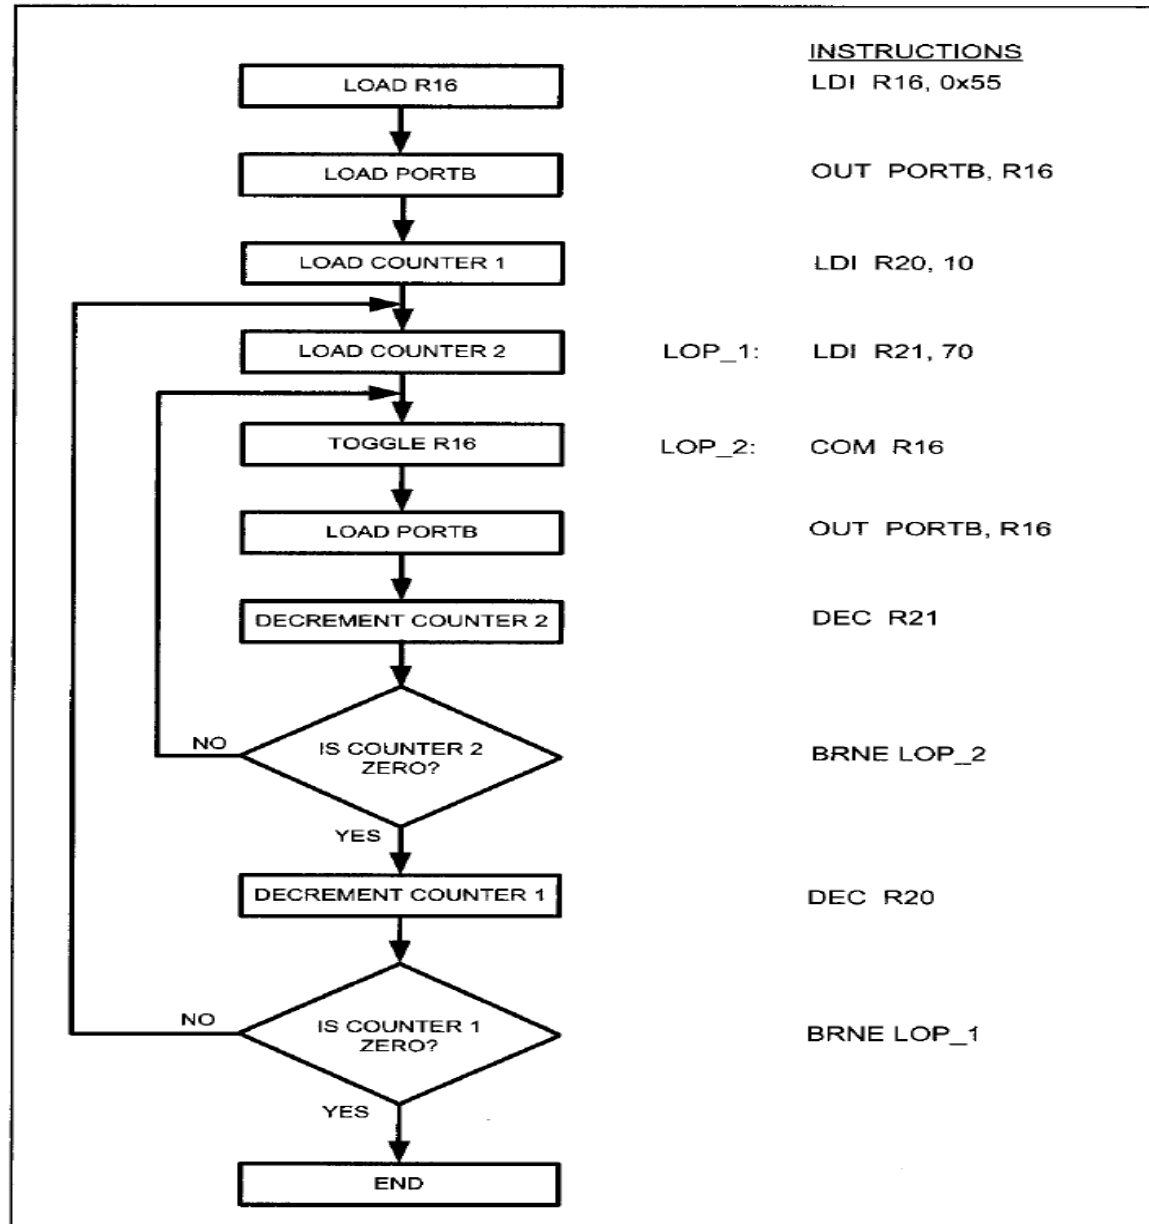 INSTRUCTIONS
LOAD R16
LDI R16, 0x55
LOAD PORTB
OUT PORTB, R16
LOAD COUNTER 1
LDI R20, 10
LOAD COUNTER 2
LOP_1: LDI R21, 70
TOGGLE R16
LOP_2: COM R16
LOAD PORTB
OUT PORTB, R16
DECREMENT COUNTER 2
DEC R21
NO
IS COUNTER 2
ZERO?
BRNE LOP_2
YES
DECREMENT COUNTER 1
DEC R20
NO
IS COUNTER 1
ZERO?
BRNE LOP_1
YES
END